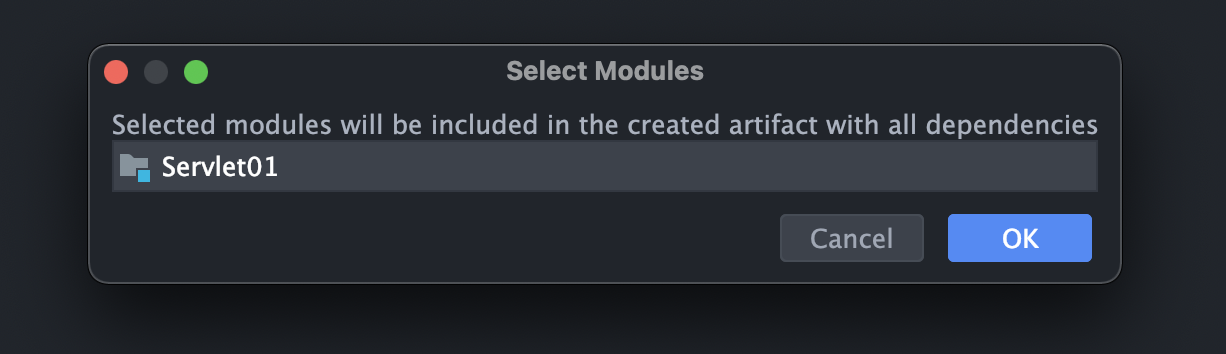 Select Modules
Selected modules will be included in the created artifact with all dependencies
Servlet01
Cancel OK